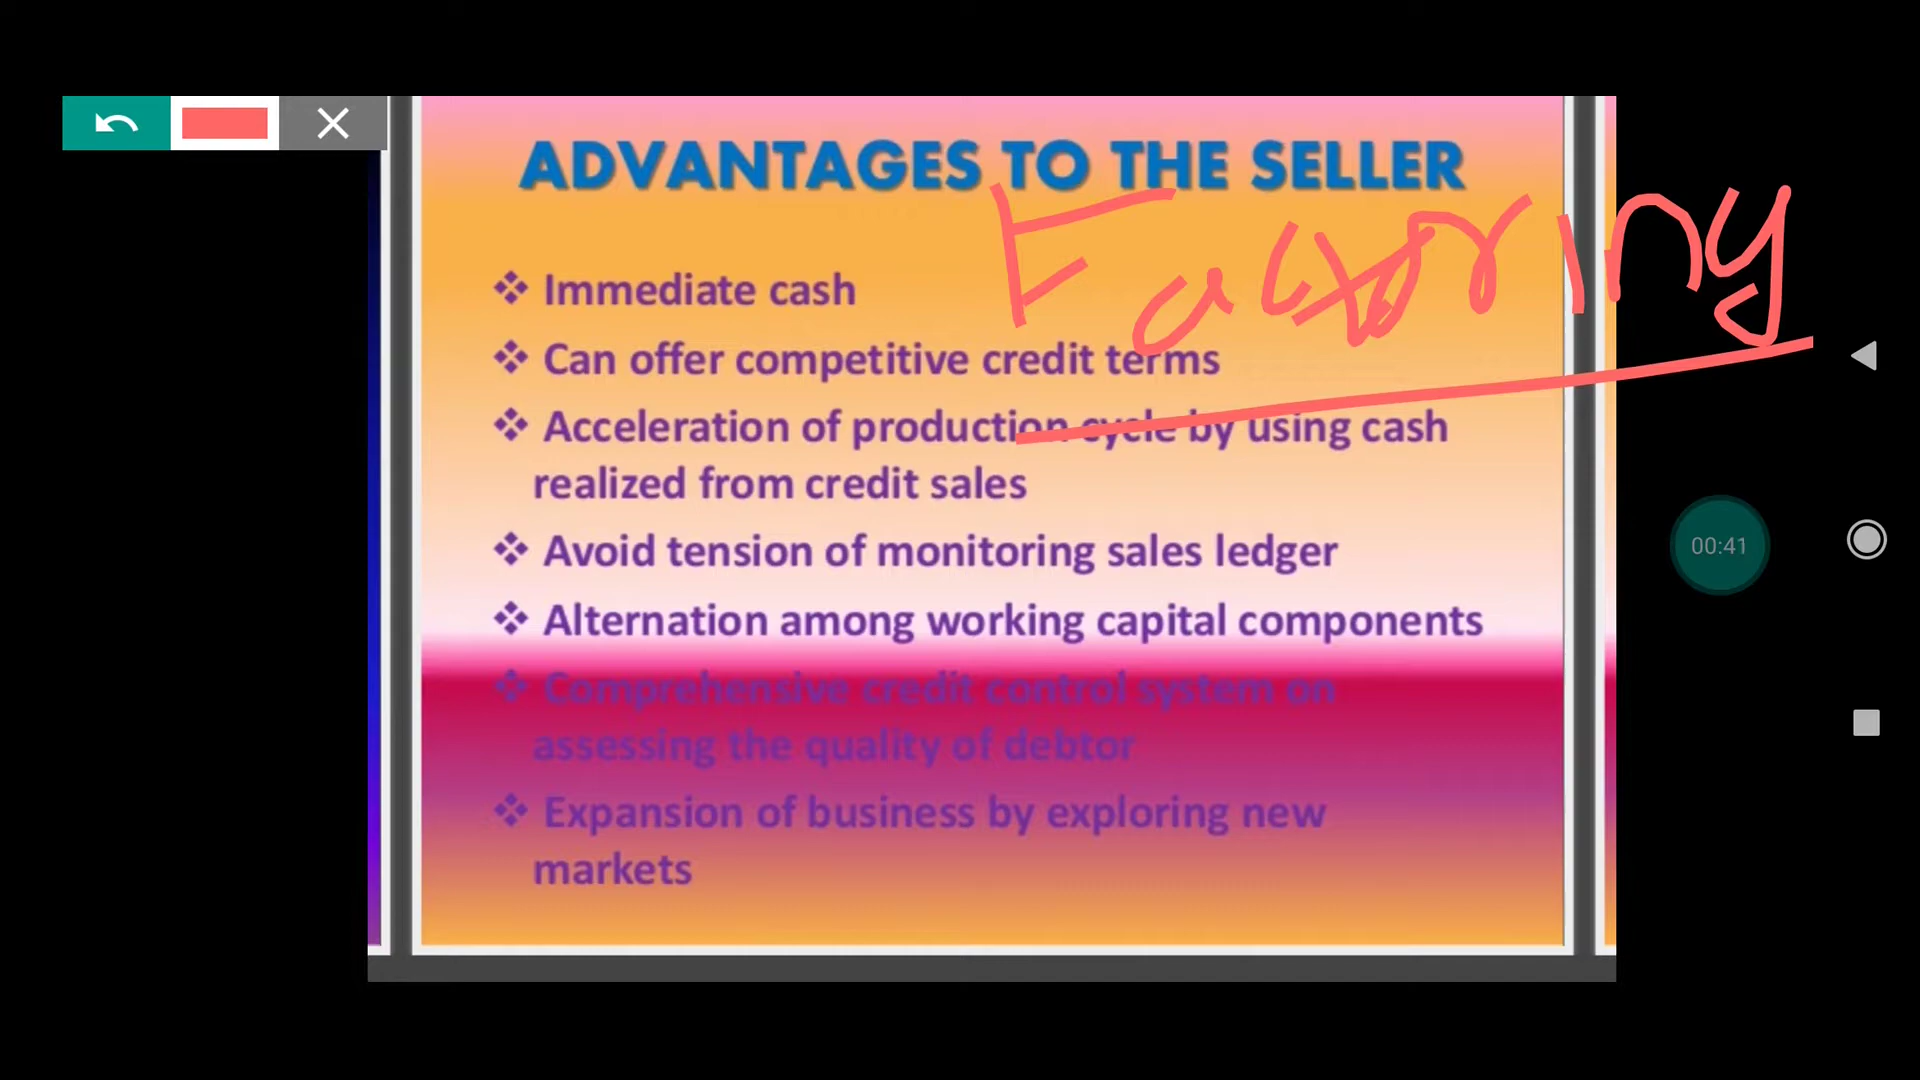 ADVANTAGES TO THE SELLER
Factoring
❖ Immediate cash
❖ Can offer competitive credit terms
❖ Acceleration of production cycle by using cash
realized from credit sales
❖ Avoid tension of monitoring sales ledger
❖ Alternation among working capital components
❖ Comprehensive credit control system on
assessing the quality of debtor
❖ Expansion of business by exploring new
markets
00:41